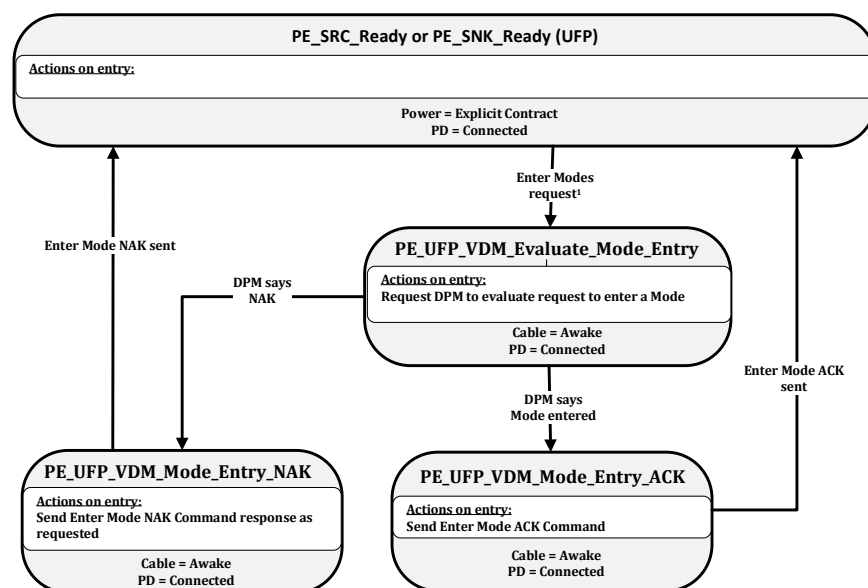 PE_SRC_Ready or PE_SNK_Ready (UFP)
Actions on entry:
Power = Explicit Contract
PD = Connected
Enter Modes
request¹
Enter Mode NAK sent
PE_UFP_VDM_Evaluate_Mode_Entry
Actions on entry:
Request DPM to evaluate request to enter a Mode
Cable = Awake
PD = Connected
DPM says
NAK
Enter Mode ACK
sent
DPM says
Mode entered
PE_UFP_VDM_Mode_Entry_NAK
Actions on entry:
Send Enter Mode NAK Command response as
requested
Cable = Awake
PD = Connected
PE_UFP_VDM_Mode_Entry_ACK
Actions on entry:
Send Enter Mode ACK Command
Cable = Awake
PD = Connected